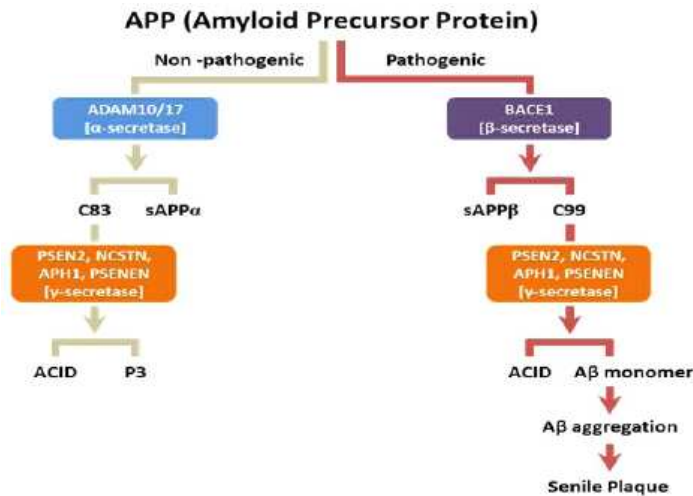 APP (Amyloid Precursor Protein)
Non -pathogenic
Pathogenic
ADAM10/17
[α-secretase]
BACE1
[β-secretase]
C83
sAPPα
sAPPβ
C99
PSEN2, NCSTN,
APH1, PSENEN
[γ-secretase]
PSEN2, NCSTN,
APH1, PSENEN
[γ-secretase]
ACID
P3
ACID
Aβ monomer
Aβ aggregation
Senile Plaque